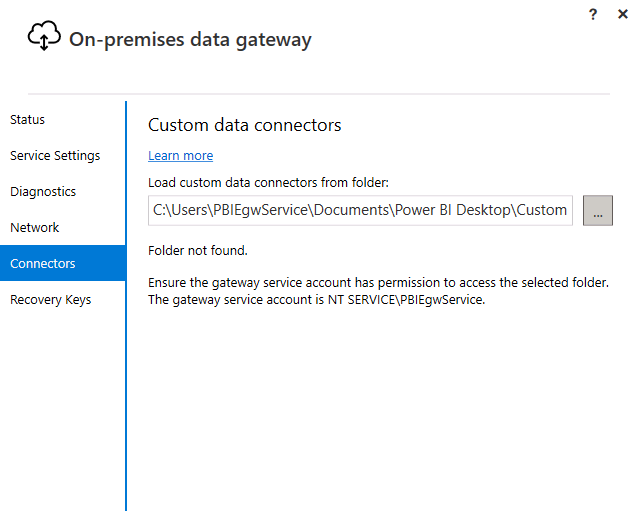 ? ×
On-premises data gateway
Status
Service Settings
Diagnostics
Network
Connectors
Recovery Keys
Custom data connectors
Learn more
Load custom data connectors from folder:
C:\Users\PBIEgwService\Documents\Power BI Desktop\Custom
...
Folder not found.
Ensure the gateway service account has permission to access the selected folder.
The gateway service account is NT SERVICE\PBIEgwService.